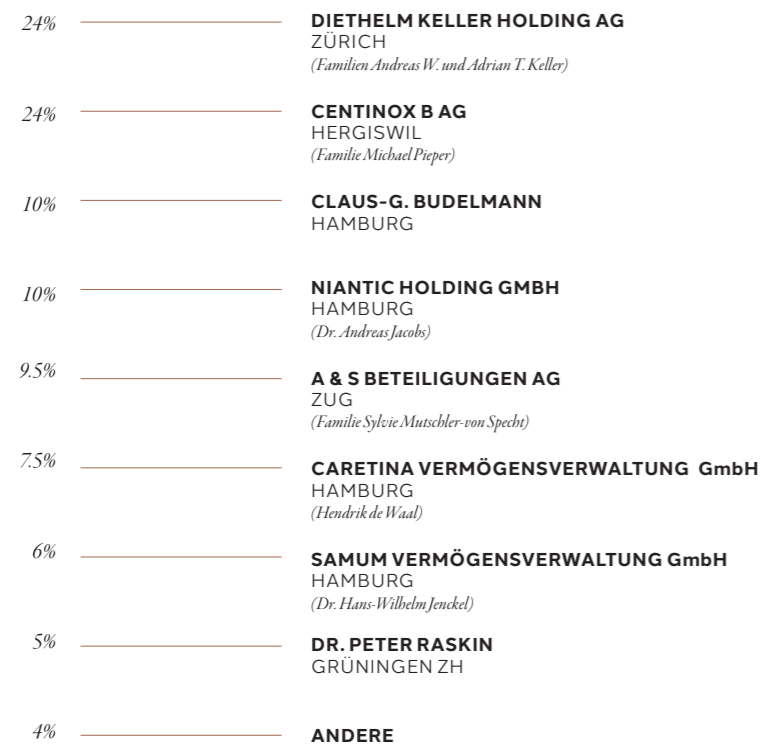 24%
DIETHELM KELLER HOLDING AG
ZÜRICH
(Familien Andreas W. und Adrian T. Keller)
24%
CENTINOX B AG
HERGISWIL
(Familie Michael Pieper)
10%
CLAUS-G. BUDELMANN
HAMBURG
10%
NIANTIC HOLDING GMBH
HAMBURG
(Dr. Andreas Jacobs)
9.5%
A & S BETEILIGUNGEN AG
ZUG
(Familie Sylvie Mutschler-von Specht)
7.5%
CARETINA VERMÖGENSVERWALTUNG GmbH
HAMBURG
(Hendrik de Waal)
6%
SAMUM VERMÖGENSVERWALTUNG GmbH
HAMBURG
(Dr. Hans-Wilhelm Jenckel)
5%
DR. PETER RASKIN
GRÜNINGEN ZH
4%
ANDERE